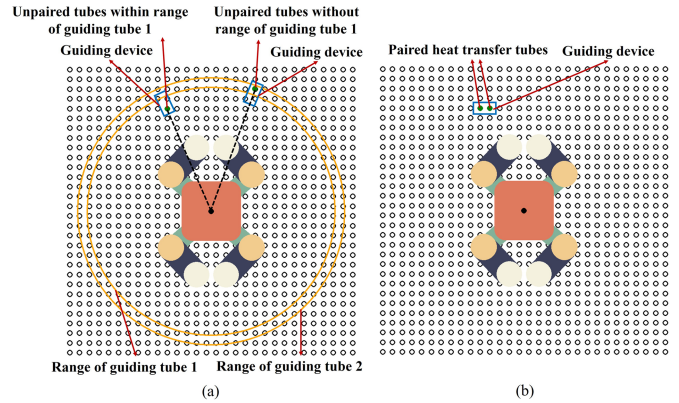 Unpaired tubes within range
of guiding tube 1
Guiding device
Unpaired tubes without
range of guiding tube 1
Guiding device
Range of guiding tube 1
Range of guiding tube 2
(a)
Paired heat transfer tubes
Guiding device
(b)